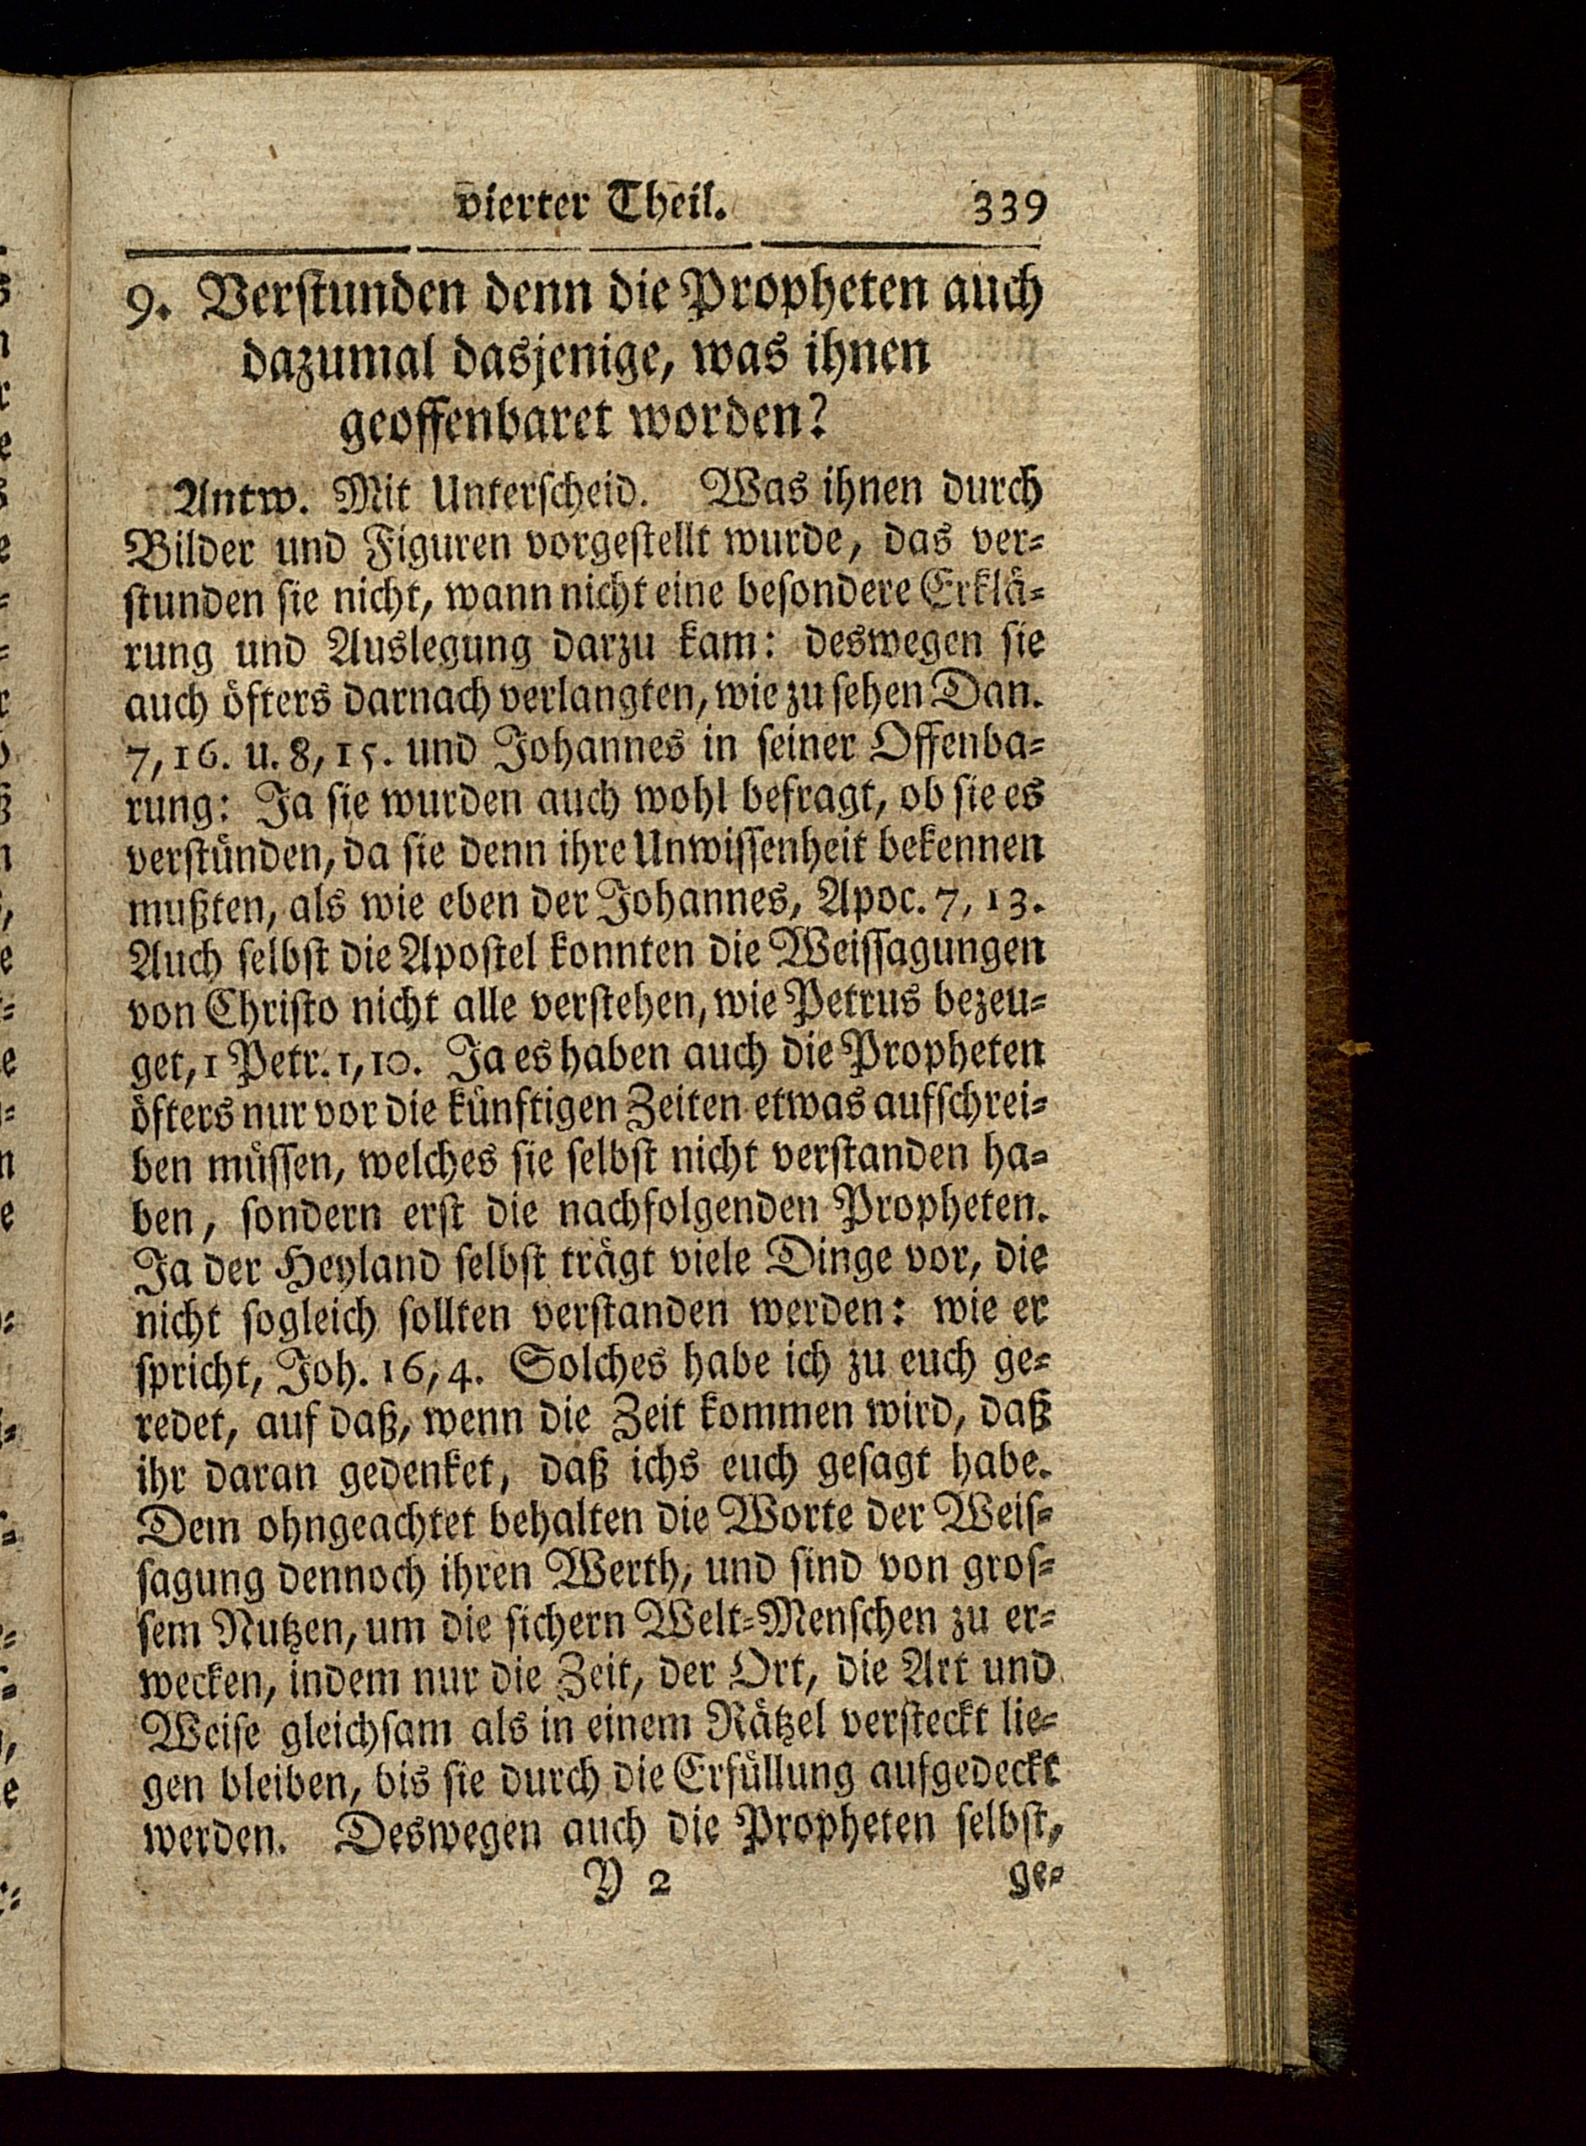 vierter Theil. 339
9. Verstunden denn die Propheten auch
dazumal dasjenige, was ihnen
geoffenbaret worden?
Antw. Mit Unterscheid. Was ihnen durch
Bilder und Figuren vorgestellt wurde, das ver-
stunden sie nicht, wann nicht eine besondere Erklä-
rung und Auslegung darzu kam: deswegen sie
auch öfters darnach verlangten, wie zu sehen Dan.
7, 16. u. 8, 15. und Johannes in seiner Offenba-
rung: Ja sie wurden auch wohl befragt, ob sie es
verstünden, da sie denn ihre Unwissenheit bekennen
mußten, als wie eben der Johannes, Apoc. 7, 13.
Auch selbst die Apostel konnten die Weissagungen
von Christo nicht alle verstehen, wie Petrus bezeu-
get, 1 Petr. 1, 10. Ja es haben auch die Propheten
öfters nur vor die künftigen Zeiten etwas aufschrei-
ben müssen, welches sie selbst nicht verstanden ha-
ben, sondern erst die nachfolgenden Propheten.
Ja der Heyland selbst trägt viele Dinge vor, die
nicht sogleich sollten verstanden werden: wie er
spricht, Joh. 16, 4. Solches habe ich zu euch ge-
redet, auf daß, wenn die Zeit kommen wird, daß
ihr daran gedenket, daß ichs euch gesagt habe.
Dem ohngeachtet behalten die Worte der Weis-
sagung dennoch ihren Werth, und sind von gros-
sem Nutzen, um die sichern Welt-Menschen zu er-
wecken, indem nur die Zeit, der Ort, die Art und
Weise gleichsam als in einem Rätzel versteckt lie-
gen bleiben, bis sie durch die Erfüllung aufgedeckt
werden. Deswegen auch die Propheten selbst,
Y 2 ge-